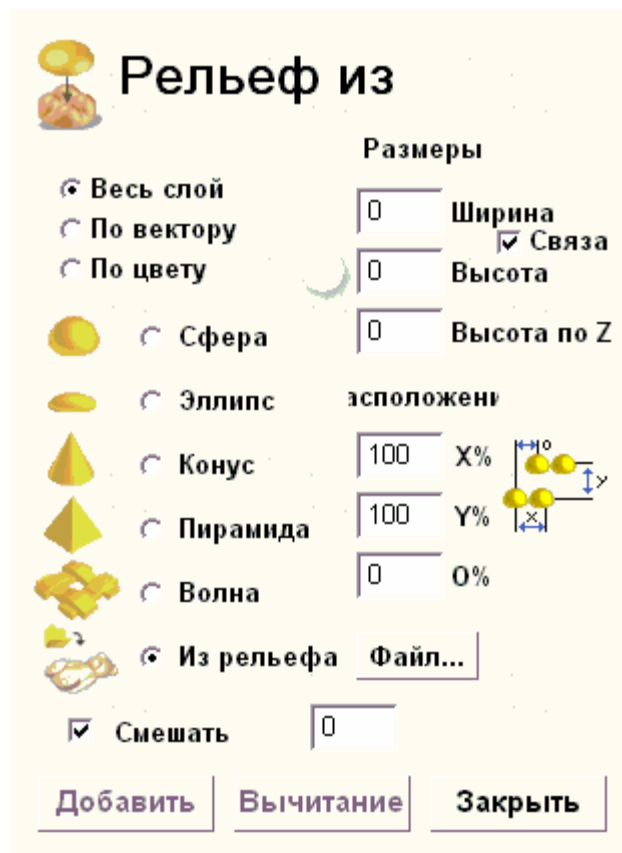 Рельеф из
Размеры
Весь слой
По вектору
По цвету
0 Ширина
Связа
0 Высота
0 Высота по Z
Сфера
Эллипс
асположени
Конус
100 X%
Пирамида
100 Y%
Волна
0 O%
o
y
x
Из рельефа Файл...
Смешать 0
Добавить Вычитание Закрыть